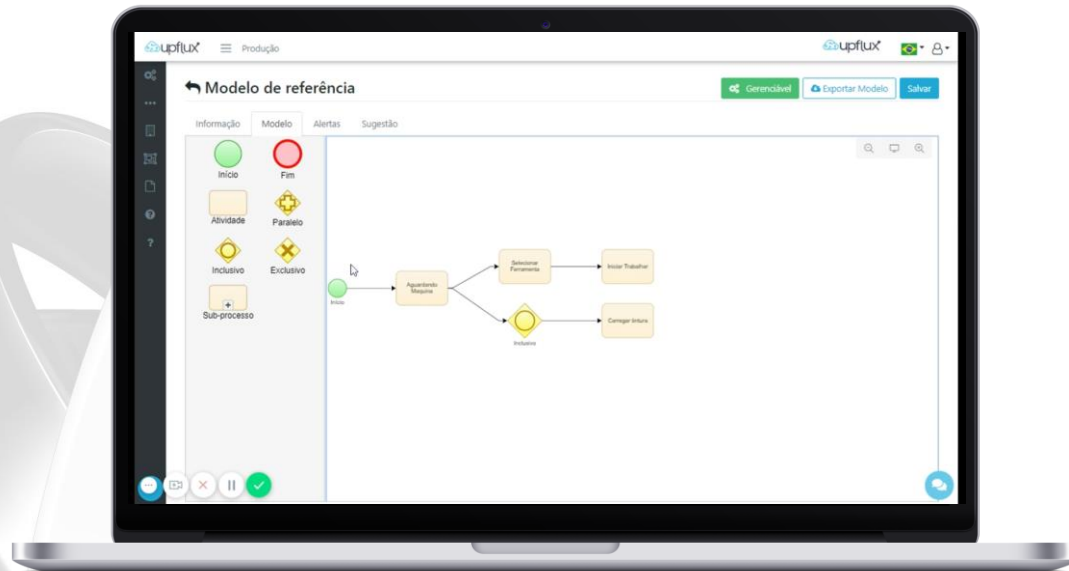 upflux
Produção
upflux
Modelo de referência
Gerenciável
Exportar Modelo
Salvar
Informação
Modelo
Alertas
Sugestão
Início
Fim
Atividade
Paralelo
Inclusivo
Exclusivo
Sub-processo
Início
Aguardando
Maquina
Selecionar
Ferramenta
Iniciar Trabalhar
Inclusivo
Carregar tintura